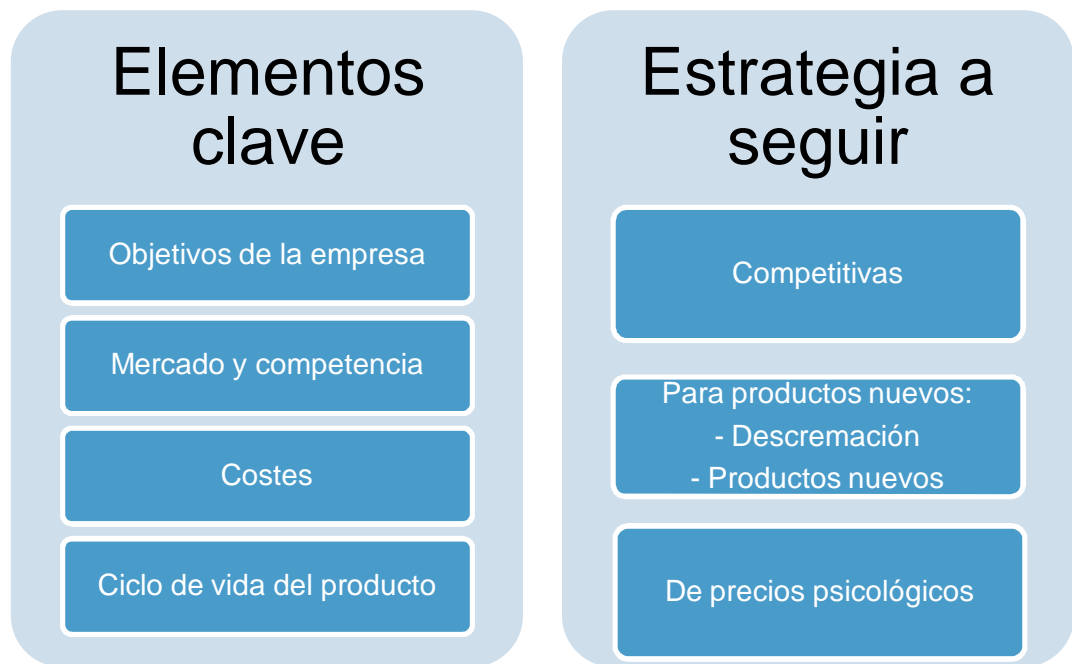 Elementos
clave
Objetivos de la empresa
Mercado y competencia
Costes
Ciclo de vida del producto
Estrategia a
seguir
Competitivas
Para productos nuevos:
- Descremación
- Productos nuevos
De precios psicológicos